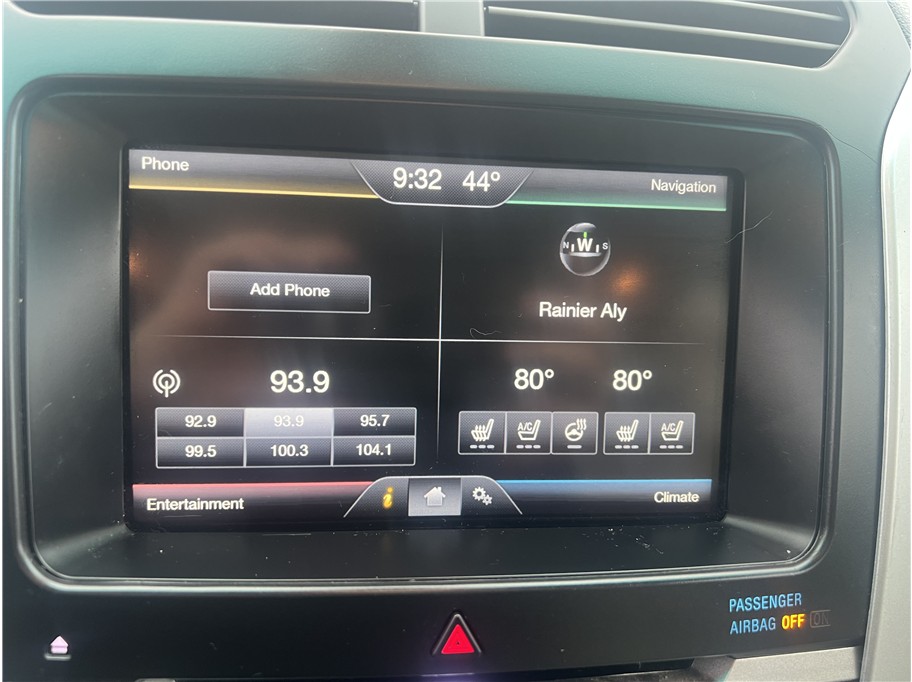 Phone
9:32 44°
Navigation
N W S
Add Phone
Rainier Aly
93.9
80° 80°
92.9 93.9 95.7
A/C A/C
99.5 100.3 104.1
i
Entertainment
Climate
PASSENGER
AIRBAG OFF ON